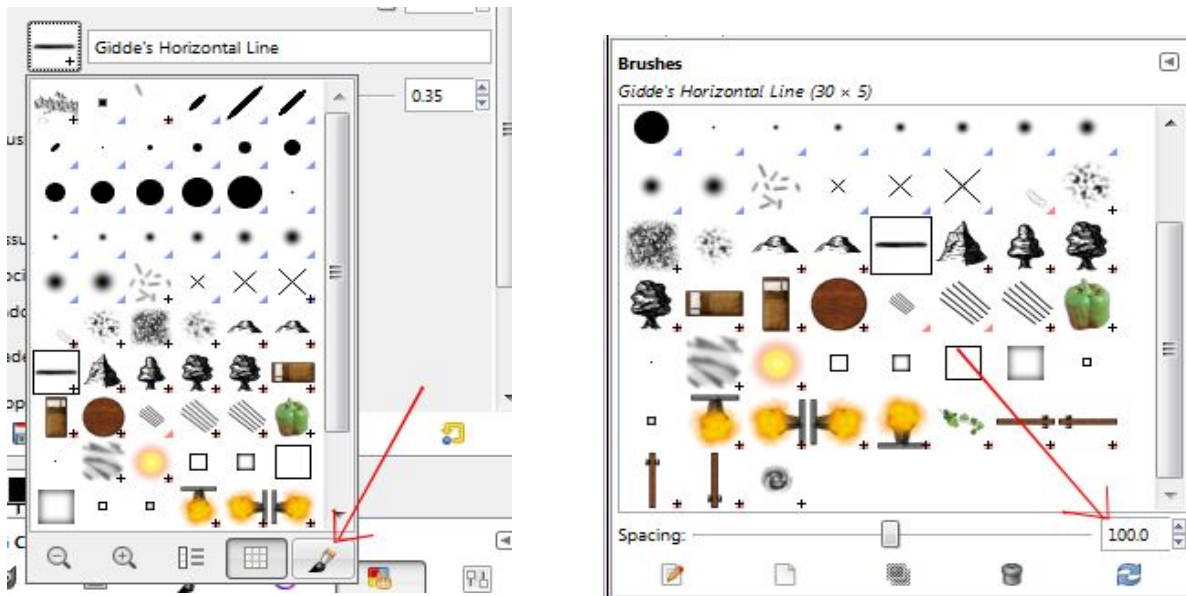 Gidde's Horizontal Line
0.35
Brushes
Gidde's Horizontal Line (30 × 5)
Spacing:
100.0